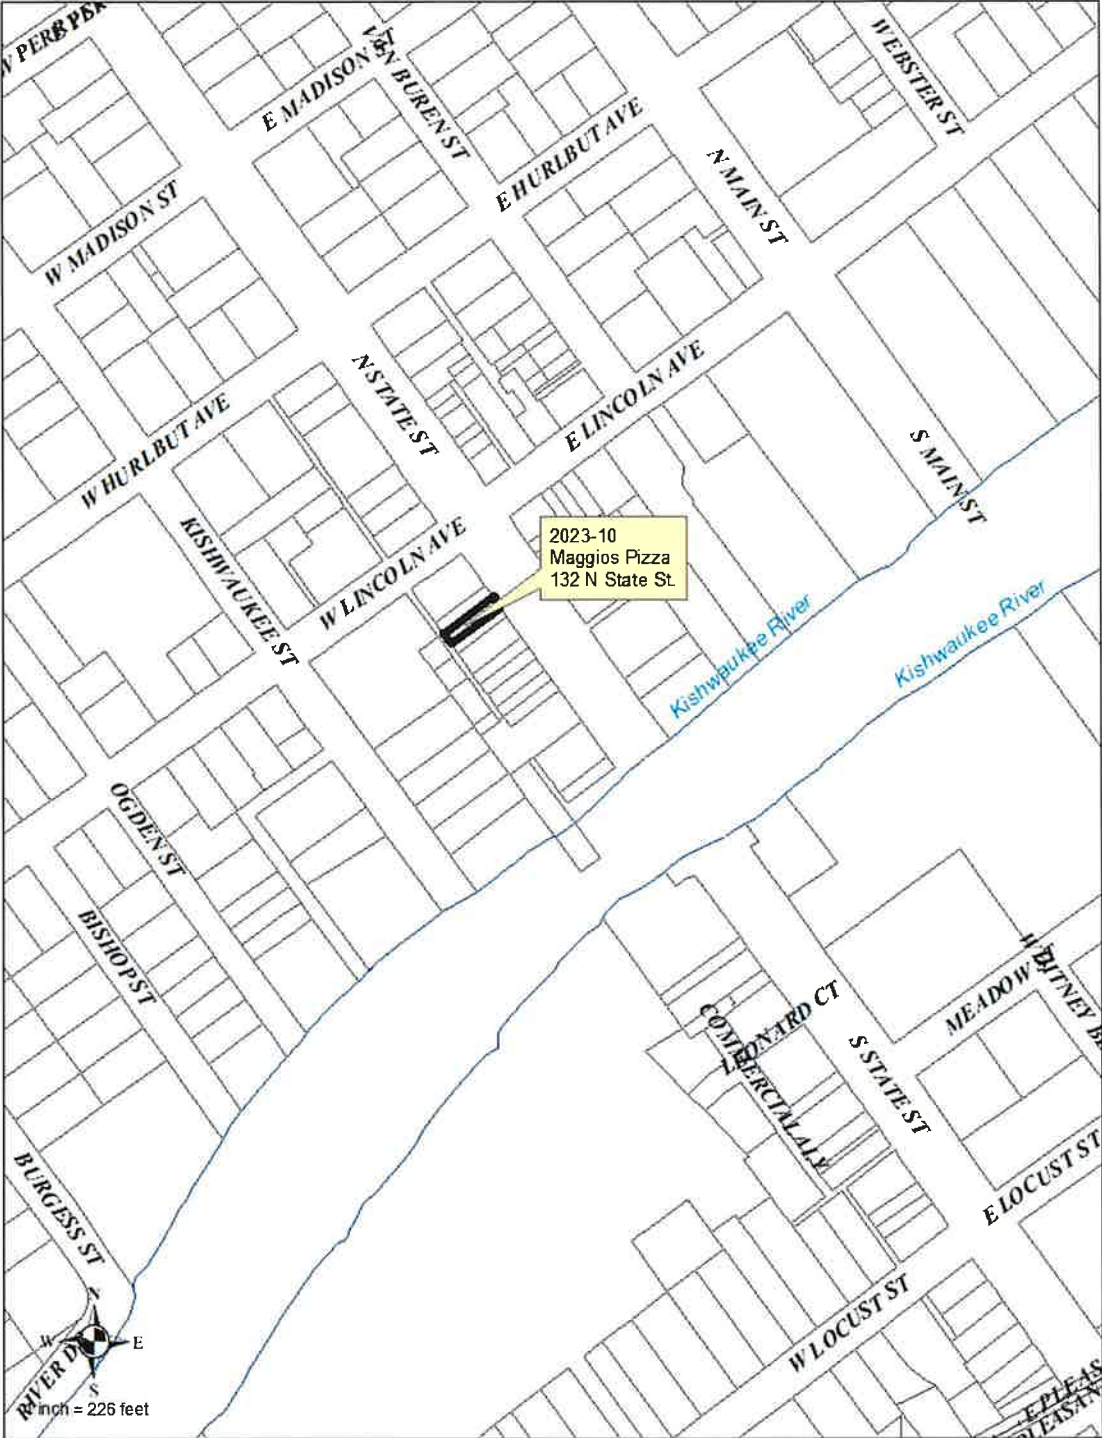 W PERRY ST
E MADISON ST
VAN BUREN ST
WEBSTER ST
E HURLBUT AVE
N MAIN ST
W MADISON ST
N STATE ST
E LINCOLN AVE
W HURLBUT AVE
S MAIN ST
KISHWAUKEE ST
W LINCOLN AVE
2023-10
Maggios Pizza
132 N State St.
Kishwaukee River
Kishwaukee River
OGDEN ST
BISHOP ST
MEADOW
LEONARD CT
COMMERCIAL ALY
S STATE ST
BURGESS ST
E LOCUST ST
W LOCUST ST
N
W
E
S
RIVER D
inch = 226 feet